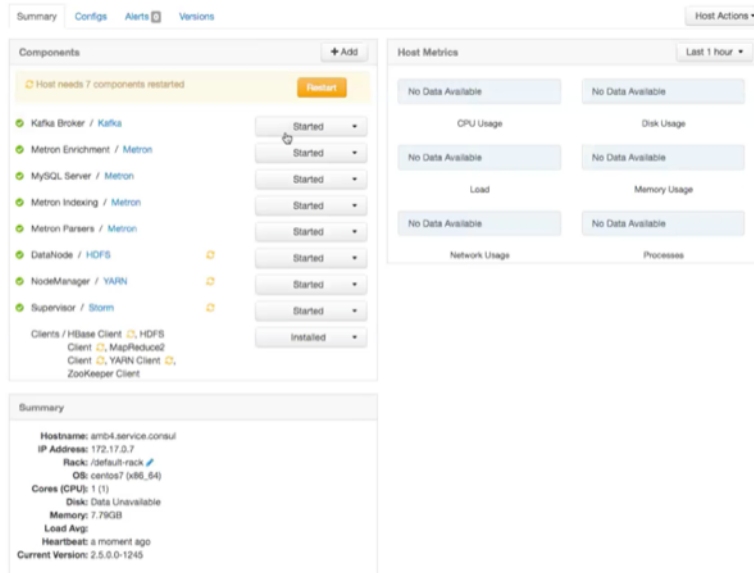 Summary Configs Alerts 0 Versions Host Actions
Components + Add
Host needs 7 components restarted Restart
Kafka Broker / Kafka Started
Metron Enrichment / Metron Started
MySQL Server / Metron Started
Metron Indexing / Metron Started
Metron Parsers / Metron Started
DataNode / HDFS Started
NodeManager / YARN Started
Supervisor / Storm Started
Clients / HBase Client , HDFS Installed
Client , MapReduce2
Client , YARN Client ,
ZooKeeper Client
Host Metrics Last 1 hour
No Data Available No Data Available
CPU Usage Disk Usage
No Data Available No Data Available
Load Memory Usage
No Data Available No Data Available
Network Usage Processes
Summary
Hostname: amb4.service.consul
IP Address: 172.17.0.7
Rack: /default-rack
OS: centos7 (x86_64)
Cores (CPU): 1 (1)
Disk: Data Unavailable
Memory: 7.79GB
Load Avg:
Heartbeat: a moment ago
Current Version: 2.5.0.0-1245